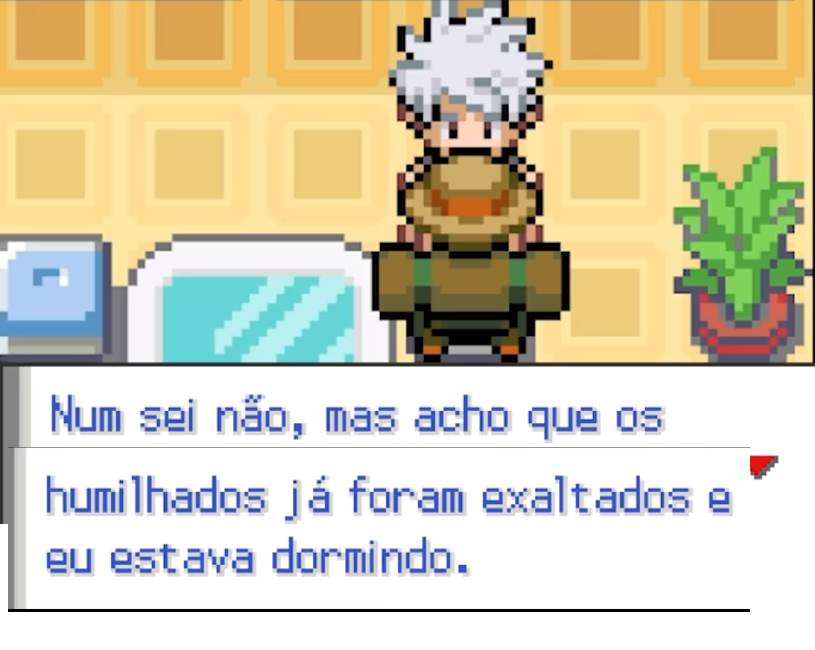 Num sei não, mas acho que os
humilhados já foram exaltados e
eu estava dormindo.